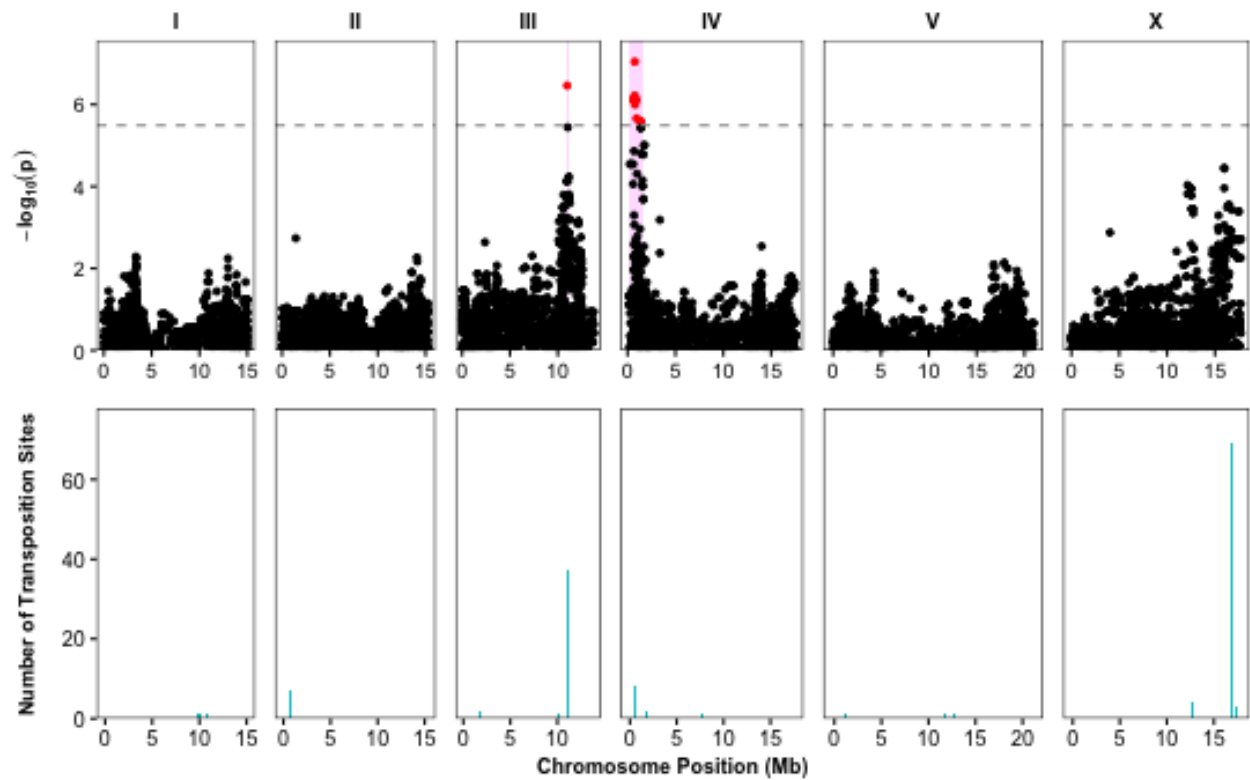 I II III IV V X
−log₁₀(p)
6
4
2
0
0 5 10 15 0 5 10 15 0 5 10 0 5 10 15 0 5 10 15 20 0 5 10 15
Number of Transposition Sites
60
40
20
0
0 5 10 15 0 5 10 15 0 5 10 0 5 10 15 0 5 10 15 20 0 5 10 15
Chromosome Position (Mb)